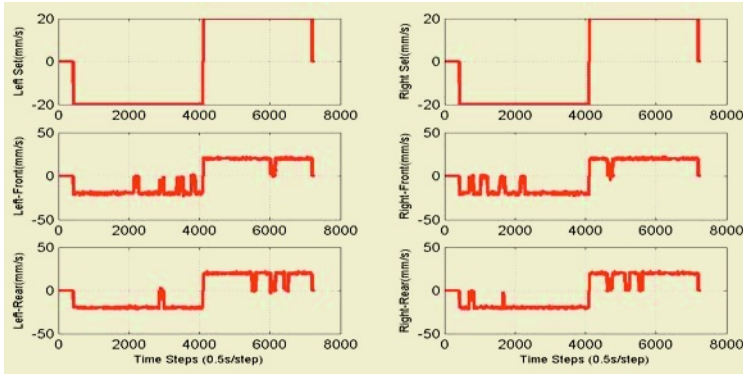 Left Set(mm/s)
20
0
-20
0 2000 4000 6000 8000
Right Set(mm/s)
20
0
-20
0 2000 4000 6000 8000
Left-Front(mm/s)
50
0
-50
0 2000 4000 6000 8000
Right-Front(mm/s)
50
0
-50
0 2000 4000 6000 8000
Left-Rear(mm/s)
50
0
-50
0 2000 4000 6000 8000
Time Steps (0.5s/step)
Right-Rear(mm/s)
50
0
-50
0 2000 4000 6000 8000
Time Steps (0.5s/step)